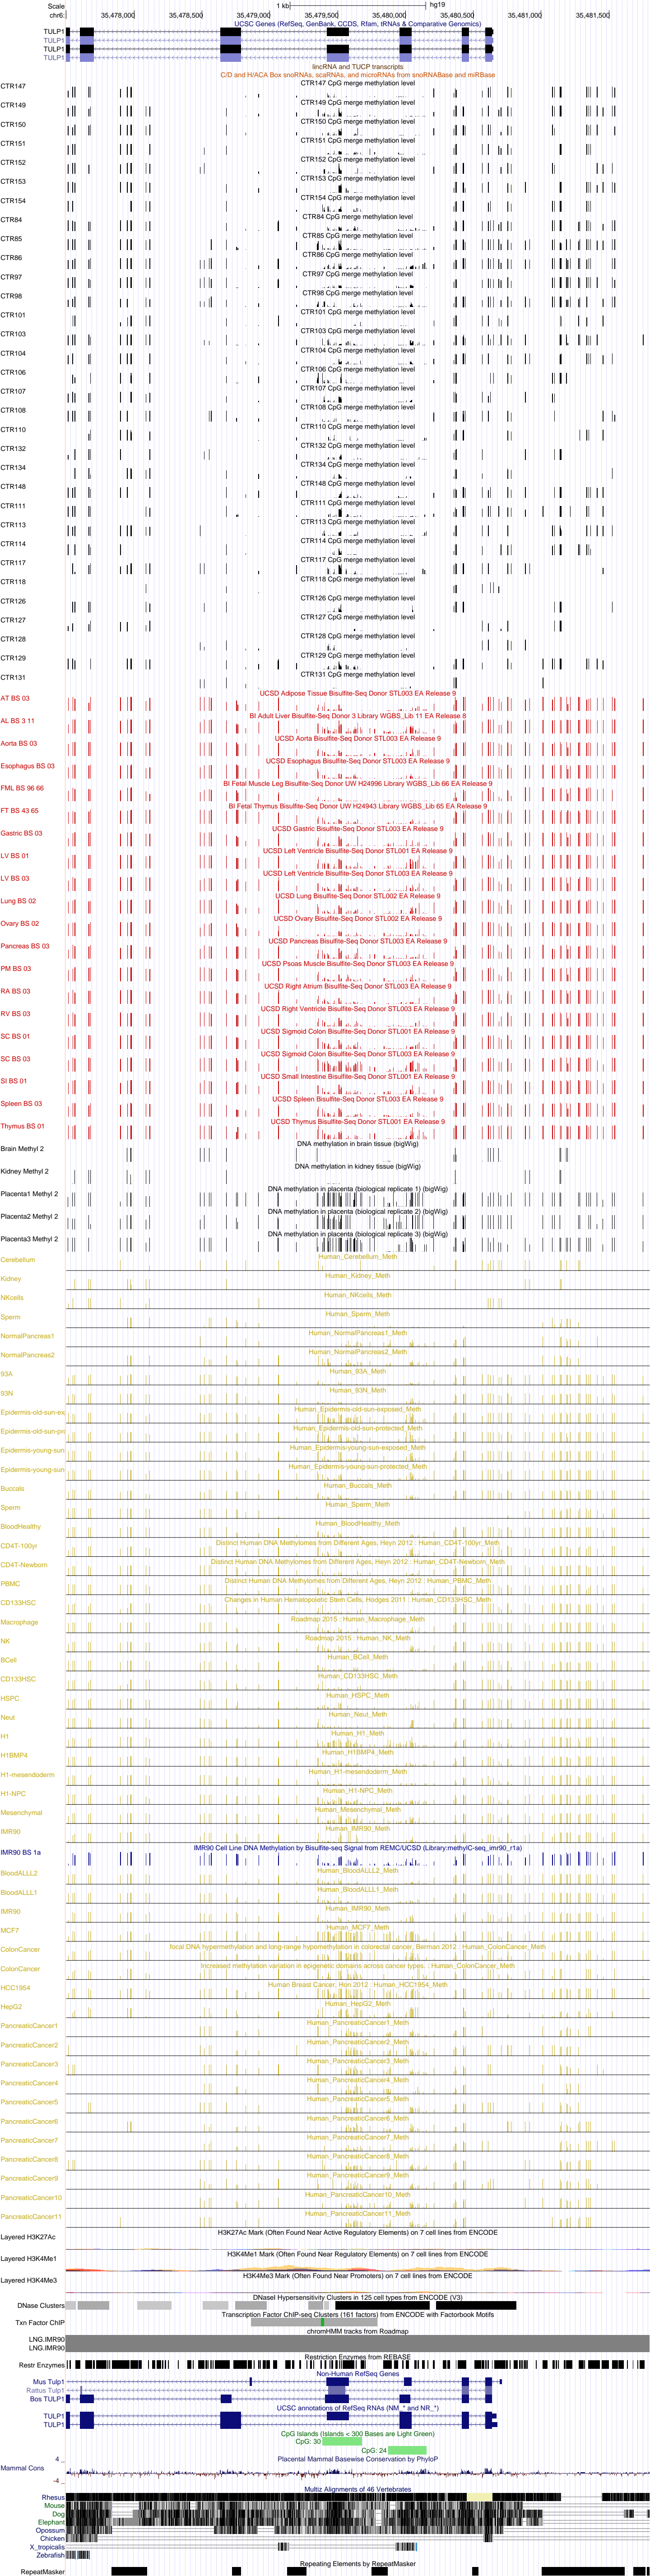 Scale 1 kb hg19
chr6: 35,478,000 35,478,500 35,479,000 35,479,500 35,480,000 35,480,500 35,481,000 35,481,500
UCSC Genes (RefSeq, GenBank, CCDS, Rfam, tRNAs & Comparative Genomics)
TULP1
TULP1
TULP1
TULP1
lincRNA and TUCP transcripts
C/D and H/ACA Box snoRNAs, scaRNAs, and microRNAs from snoRNABase and miRBase
CTR147 CpG merge methylation level
CTR147
CTR149 CpG merge methylation level
CTR149
CTR150 CpG merge methylation level
CTR150
CTR151 CpG merge methylation level
CTR151
CTR152 CpG merge methylation level
CTR152
CTR153 CpG merge methylation level
CTR153
CTR154 CpG merge methylation level
CTR154
CTR84 CpG merge methylation level
CTR84
CTR85 CpG merge methylation level
CTR85
CTR86 CpG merge methylation level
CTR86
CTR97 CpG merge methylation level
CTR97
CTR98 CpG merge methylation level
CTR98
CTR101 CpG merge methylation level
CTR101
CTR103 CpG merge methylation level
CTR103
CTR104 CpG merge methylation level
CTR104
CTR106 CpG merge methylation level
CTR106
CTR107 CpG merge methylation level
CTR107
CTR108 CpG merge methylation level
CTR108
CTR110 CpG merge methylation level
CTR110
CTR132 CpG merge methylation level
CTR132
CTR134 CpG merge methylation level
CTR134
CTR148 CpG merge methylation level
CTR148
CTR111 CpG merge methylation level
CTR111
CTR113 CpG merge methylation level
CTR113
CTR114 CpG merge methylation level
CTR114
CTR117 CpG merge methylation level
CTR117
CTR118 CpG merge methylation level
CTR118
CTR126 CpG merge methylation level
CTR126
CTR127 CpG merge methylation level
CTR127
CTR128 CpG merge methylation level
CTR128
CTR129 CpG merge methylation level
CTR129
CTR131 CpG merge methylation level
CTR131
UCSD Adipose Tissue Bisulfite-Seq Donor STL003 EA Release 9
AT BS 03
BI Adult Liver Bisulfite-Seq Donor 3 Library WGBS_Lib 11 EA Release 8
AL BS 3 11
UCSD Aorta Bisulfite-Seq Donor STL003 EA Release 9
Aorta BS 03
UCSD Esophagus Bisulfite-Seq Donor STL003 EA Release 9
Esophagus BS 03
BI Fetal Muscle Leg Bisulfite-Seq Donor UW H24996 Library WGBS_Lib 66 EA Release 9
FML BS 96 66
BI Fetal Thymus Bisulfite-Seq Donor UW H24943 Library WGBS_Lib 65 EA Release 9
FT BS 43 65
UCSD Gastric Bisulfite-Seq Donor STL003 EA Release 9
Gastric BS 03
UCSD Left Ventricle Bisulfite-Seq Donor STL001 EA Release 9
LV BS 01
UCSD Left Ventricle Bisulfite-Seq Donor STL003 EA Release 9
LV BS 03
UCSD Lung Bisulfite-Seq Donor STL002 EA Release 9
Lung BS 02
UCSD Ovary Bisulfite-Seq Donor STL002 EA Release 9
Ovary BS 02
UCSD Pancreas Bisulfite-Seq Donor STL003 EA Release 9
Pancreas BS 03
UCSD Psoas Muscle Bisulfite-Seq Donor STL003 EA Release 9
PM BS 03
UCSD Right Atrium Bisulfite-Seq Donor STL003 EA Release 9
RA BS 03
UCSD Right Ventricle Bisulfite-Seq Donor STL003 EA Release 9
RV BS 03
UCSD Sigmoid Colon Bisulfite-Seq Donor STL001 EA Release 9
SC BS 01
UCSD Sigmoid Colon Bisulfite-Seq Donor STL003 EA Release 9
SC BS 03
UCSD Small Intestine Bisulfite-Seq Donor STL001 EA Release 9
SI BS 01
UCSD Spleen Bisulfite-Seq Donor STL003 EA Release 9
Spleen BS 03
UCSD Thymus Bisulfite-Seq Donor STL001 EA Release 9
Thymus BS 01
DNA methylation in brain tissue (bigWig)
Brain Methyl 2
DNA methylation in kidney tissue (bigWig)
Kidney Methyl 2
DNA methylation in placenta (biological replicate 1) (bigWig)
Placenta1 Methyl 2
DNA methylation in placenta (biological replicate 2) (bigWig)
Placenta2 Methyl 2
DNA methylation in placenta (biological replicate 3) (bigWig)
Placenta3 Methyl 2
Human_Cerebellum_Meth
Cerebellum
Human_Kidney_Meth
Kidney
Human_NKcells_Meth
NKcells
Human_Sperm_Meth
Sperm
Human_NormalPancreas1_Meth
NormalPancreas1
Human_NormalPancreas2_Meth
NormalPancreas2
Human_93A_Meth
93A
Human_93N_Meth
93N
Human_Epidermis-old-sun-exposed_Meth
Epidermis-old-sun-ex
Human_Epidermis-old-sun-protected_Meth
Epidermis-old-sun-pri
Human_Epidermis-young-sun-exposed_Meth
Epidermis-young-sun
Human_Epidermis-young-sun-protected_Meth
Epidermis-young-sun
Human_Buccals_Meth
Buccals
Human_Sperm_Meth
Sperm
Human_BloodHealthy_Meth
BloodHealthy
Distinct Human DNA Methylomes from Different Ages, Heyn 2012 : Human_CD4T-100yr_Meth
CD4T-100yr
Distinct Human DNA Methylomes from Different Ages, Heyn 2012 : Human_CD4T-Newborn_Meth
CD4T-Newborn
Distinct Human DNA Methylomes from Different Ages, Heyn 2012 : Human_PBMC_Meth
PBMC
Changes in Human Hematopoietic Stem Cells, Hodges 2011 : Human_CD133HSC_Meth
CD133HSC
Roadmap 2015 : Human_Macrophage_Meth
Macrophage
Roadmap 2015 : Human_NK_Meth
NK
Human_BCell_Meth
BCell
Human_CD133HSC_Meth
CD133HSC
Human_HSPC_Meth
HSPC
Human_Neut_Meth
Neut
Human_H1_Meth
H1
Human_H1BMP4_Meth
H1BMP4
Human_H1-mesendoderm_Meth
H1-mesendoderm
Human_H1-NPC_Meth
H1-NPC
Human_Mesenchymal_Meth
Mesenchymal
Human_IMR90_Meth
IMR90
IMR90 Cell Line DNA Methylation by Bisulfite-seq Signal from REMC/UCSD (Library:methylC-seq_imr90_r1a)
IMR90 BS 1a
Human_BloodALLL2_Meth
BloodALLL2
Human_BloodALLL1_Meth
BloodALLL1
Human_IMR90_Meth
IMR90
Human_MCF7_Meth
MCF7
focal DNA hypermethylation and long-range hypomethylation in colorectal cancer, Berman 2012 : Human_ColonCancer_Meth
ColonCancer
Increased methylation variation in epigenetic domains across cancer types. : Human_ColonCancer_Meth
ColonCancer
Human Breast Cancer, Hon 2012 : Human_HCC1954_Meth
HCC1954
Human_HepG2_Meth
HepG2
Human_PancreaticCancer1_Meth
PancreaticCancer1
Human_PancreaticCancer2_Meth
PancreaticCancer2
Human_PancreaticCancer3_Meth
PancreaticCancer3
Human_PancreaticCancer4_Meth
PancreaticCancer4
Human_PancreaticCancer5_Meth
PancreaticCancer5
Human_PancreaticCancer6_Meth
PancreaticCancer6
Human_PancreaticCancer7_Meth
PancreaticCancer7
Human_PancreaticCancer8_Meth
PancreaticCancer8
Human_PancreaticCancer9_Meth
PancreaticCancer9
Human_PancreaticCancer10_Meth
PancreaticCancer10
Human_PancreaticCancer11_Meth
PancreaticCancer11
H3K27Ac Mark (Often Found Near Active Regulatory Elements) on 7 cell lines from ENCODE
Layered H3K27Ac
H3K4Me1 Mark (Often Found Near Regulatory Elements) on 7 cell lines from ENCODE
Layered H3K4Me1
H3K4Me3 Mark (Often Found Near Promoters) on 7 cell lines from ENCODE
Layered H3K4Me3
DNaseI Hypersensitivity Clusters in 125 cell types from ENCODE (V3)
DNase Clusters
Transcription Factor ChIP-seq Clusters (161 factors) from ENCODE with Factorbook Motifs
Txn Factor ChIP
chromHMM tracks from Roadmap
LNG.IMR90
LNG.IMR90
Restriction Enzymes from REBASE
Restr Enzymes
Non-Human RefSeq Genes
Mus Tulp1
Rattus Tulp1
Bos TULP1
UCSC annotations of RefSeq RNAs (NM_* and NR_*)
TULP1
TULP1
CpG Islands (Islands < 300 Bases are Light Green)
CpG: 30
CpG: 24
Placental Mammal Basewise Conservation by PhyloP
4 _
Mammal Cons
-4 _
Multiz Alignments of 46 Vertebrates
Rhesus
Mouse
Dog
Elephant
Opossum
Chicken
X_tropicalis
Zebrafish
Repeating Elements by RepeatMasker
RepeatMasker